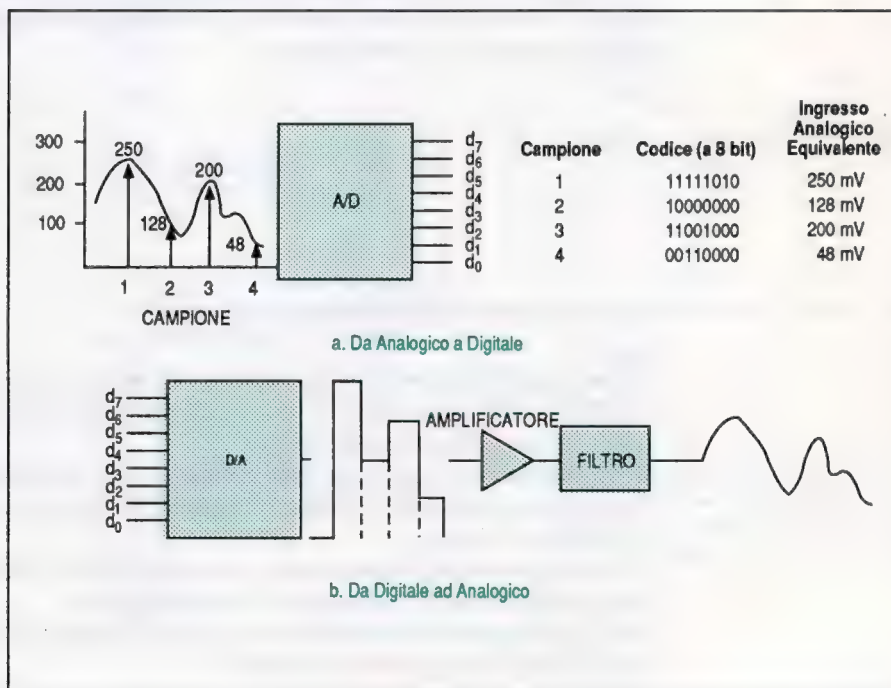 300
200
100
250
128
200
48
1 2 3 4
CAMPIONE
A/D
d7
d6
d5
d4
d3
d2
d1
d0
Campione Codice (a 8 bit) Ingresso Analogico Equivalente
1 11111010 250 mV
2 10000000 128 mV
3 11001000 200 mV
4 00110000 48 mV
a. Da Analogico a Digitale
d7
d6
d5
d4
d3
d2
d1
d0
D/A
AMPLIFICATORE
FILTRO
b. Da Digitale ad Analogico